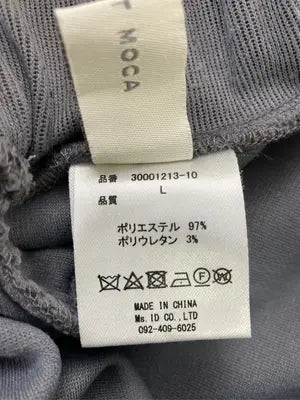 T MOCA
品番 30001213-10
品質 L
ポリエステル 97%
ポリウレタン 3%
MADE IN CHINA
Ms. ID CO., LTD
092-409-6025